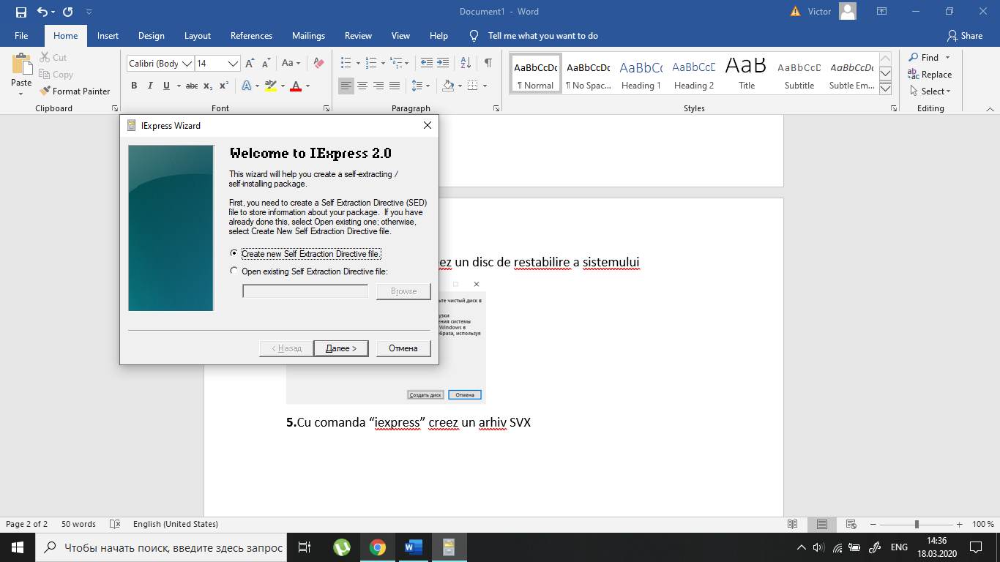 Document1 - Word
Victor
File Home Insert Design Layout References Mailings Review View Help Tell me what you want to do Share
Paste
Cut
Copy
Format Painter
Clipboard
Calibri (Body 14 Aa
B I U abc x₂ x² A A
Font
Paragraph
AaBbCcDc AaBbCcDc AaBbCc AaBbCcD AaB AaBbCcD AaBbCcDc
¶ Normal ¶ No Spac... Heading 1 Heading 2 Title Subtitle Subtle Em...
Styles
Find
Replace
Select
Editing
IExpress Wizard
Welcome to IExpress 2.0
This wizard will help you create a self-extracting /
self-installing package.
First, you need to create a Self Extraction Directive (SED)
file to store information about your package. If you have
already done this, select Open existing one; otherwise,
select Create New Self Extraction Directive file.
Create new Self Extraction Directive file.
Open existing Self Extraction Directive file:
Browse
< Назад Далее > Отмена
ez un disc de restabilire a sistemului
те чистый диск в
узки
ения системы
Windows в
браза, используя
Создать диск Отмена
5.Cu comanda “iexpress” creez un arhiv SVX
Page 2 of 2 50 words English (United States) 100 %
Чтобы начать поиск, введите здесь запрос
ENG
14:36
18.03.2020